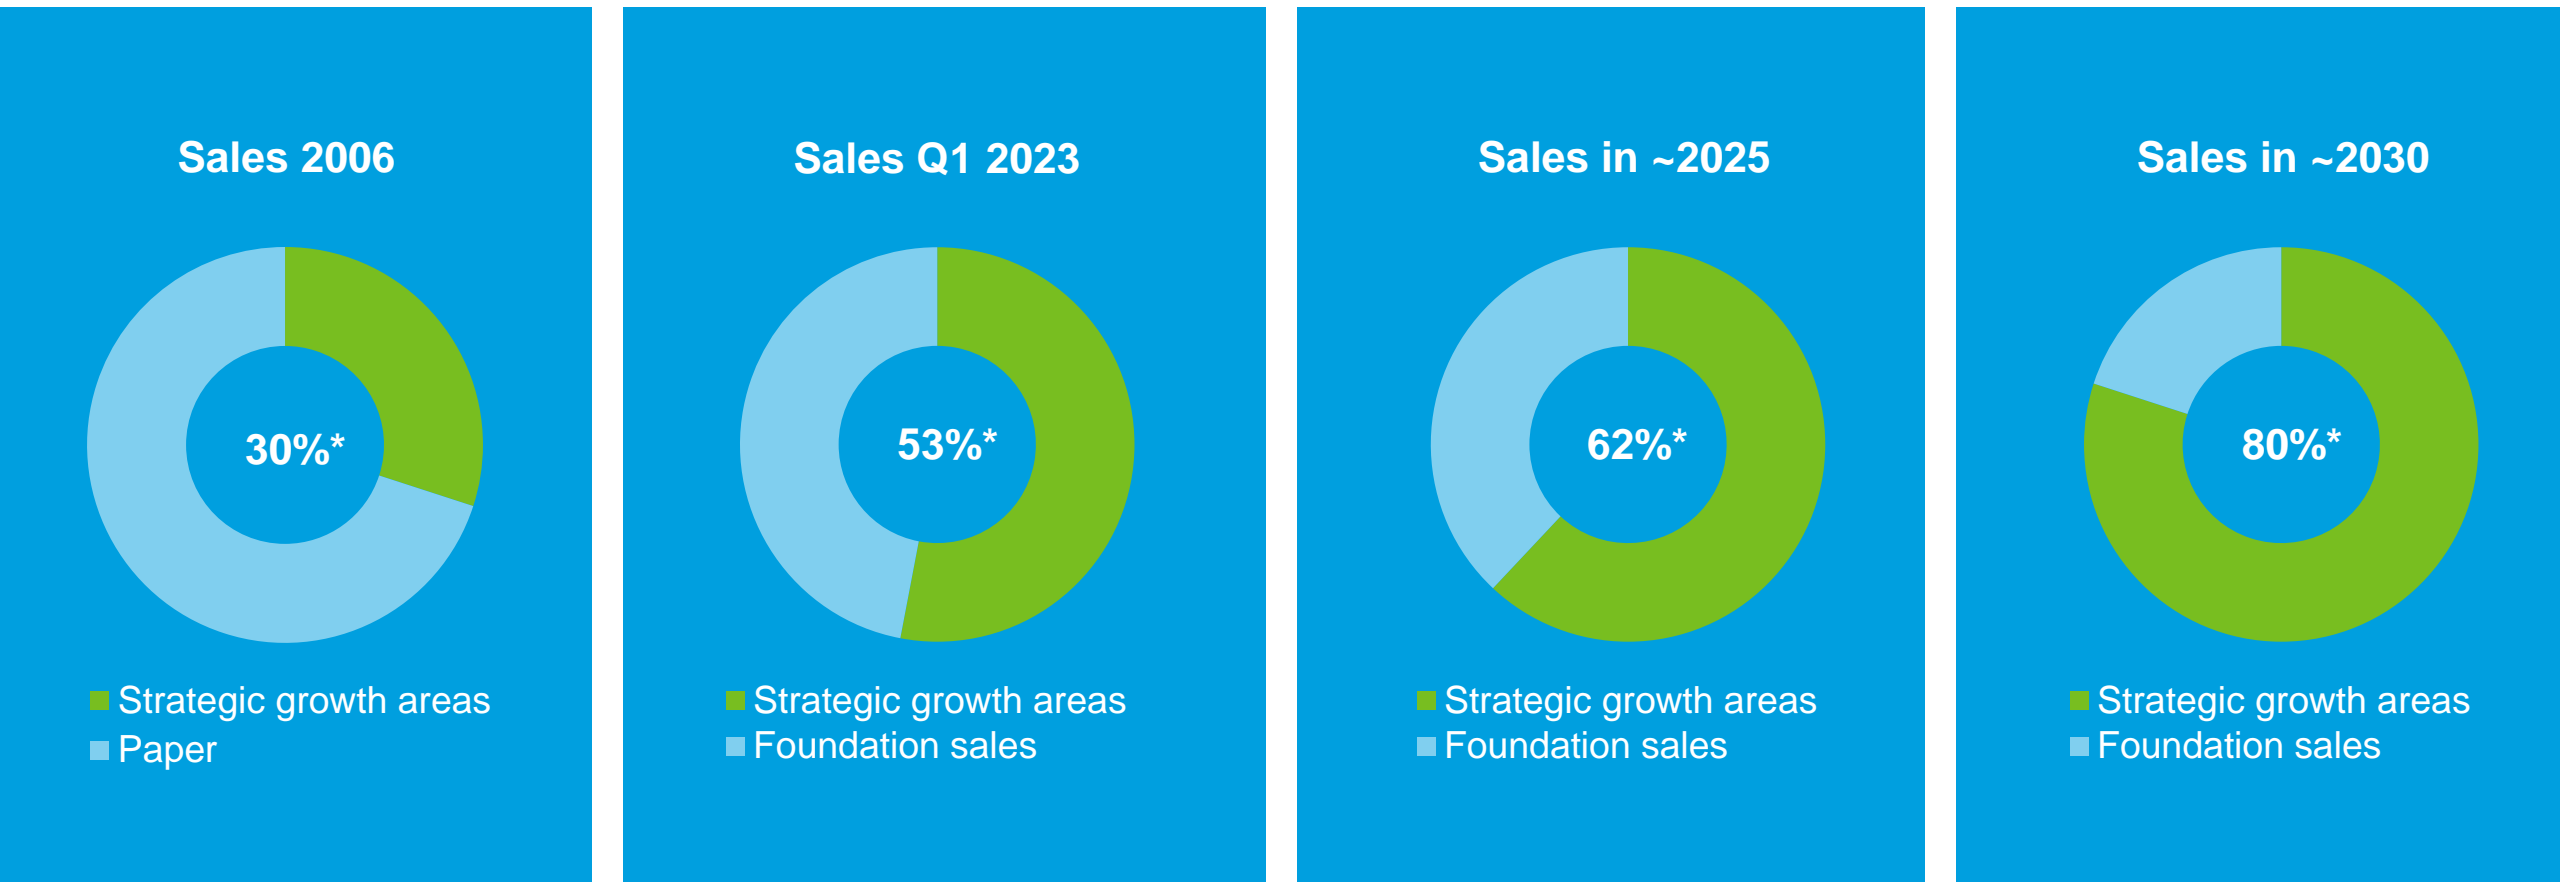 Sales 2006
30%*
Strategic growth areas
Paper
Sales Q1 2023
53%*
Strategic growth areas
Foundation sales
Sales in ~2025
62%*
Strategic growth areas
Foundation sales
Sales in ~2030
80%*
Strategic growth areas
Foundation sales